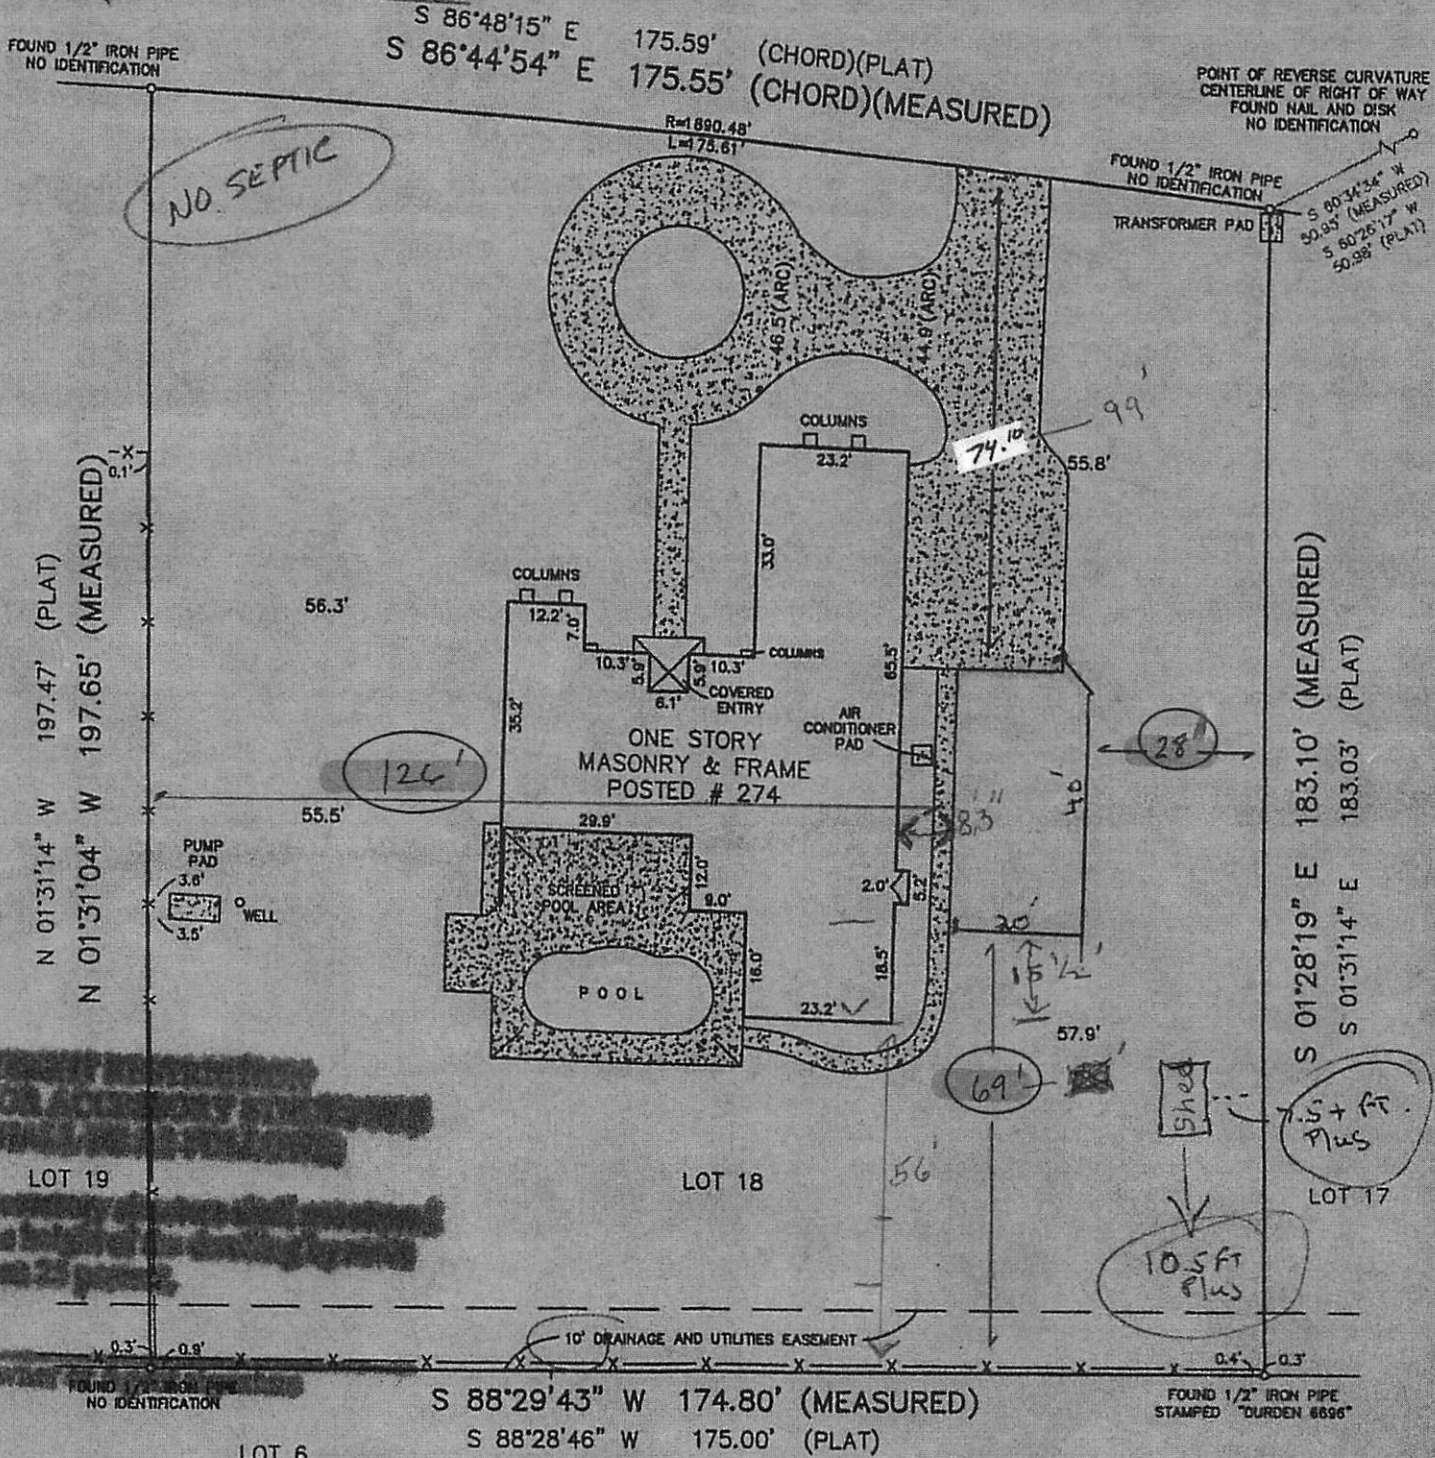 S 86°48'15" E 175.59' (CHORD)(PLAT)
S 86°44'54" E 175.55' (CHORD)(MEASURED)
FOUND 1/2" IRON PIPE
NO IDENTIFICATION
POINT OF REVERSE CURVATURE
CENTERLINE OF RIGHT OF WAY
FOUND NAIL AND DISK
NO IDENTIFICATION
R=1890.48'
L=175.61'
NO SEPTIC
FOUND 1/2" IRON PIPE
NO IDENTIFICATION
TRANSFORMER PAD
S 60°34'34" W
50.93' (MEASURED)
S 60°26'17" W
50.98' (PLAT)
46.5'(ARC)
44.9'(ARC)
99'
COLUMNS
23.2'
74.10
55.8'
0.1'
N 01°31'14" W 197.47' (PLAT)
N 01°31'04" W 197.65' (MEASURED)
33.0'
COLUMNS
12.2'
7.0'
56.3'
10.3'
5.9'
5.9'
10.3'
COLUMNS
6.1'
COVERED
ENTRY
65.5'
35.2'
AIR
CONDITIONER
PAD
ONE STORY
MASONRY & FRAME
POSTED # 274
126'
28'
40'
S 01°28'19" E 183.10' (MEASURED)
S 01°31'14" E 183.03' (PLAT)
55.5'
29.9'
8'3"
PUMP
PAD
3.6'
3.5'
WELL
SCREENED
POOL AREA
12.0'
9.0'
2.0'
5.2'
20'
15 1/2'
16.0'
18.5'
POOL
23.2'
57.9'
69'
Shed
7.5 + ft.
Plus
LOT 19
LOT 18
56'
LOT 17
10.5 FT
Plus
10' DRAINAGE AND UTILITIES EASEMENT
0.3'
0.9'
0.4'
0.3'
FOUND 1/2" IRON PIPE
NO IDENTIFICATION
S 88°29'43" W 174.80' (MEASURED)
S 88°28'46" W 175.00' (PLAT)
FOUND 1/2" IRON PIPE
STAMPED "DURDEN 6696"
LOT 6